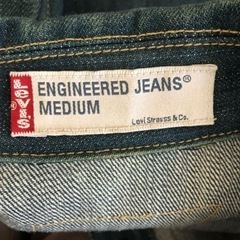 LEVI'S®
ENGINEERED JEANS®
MEDIUM
Levi Strauss & Co.